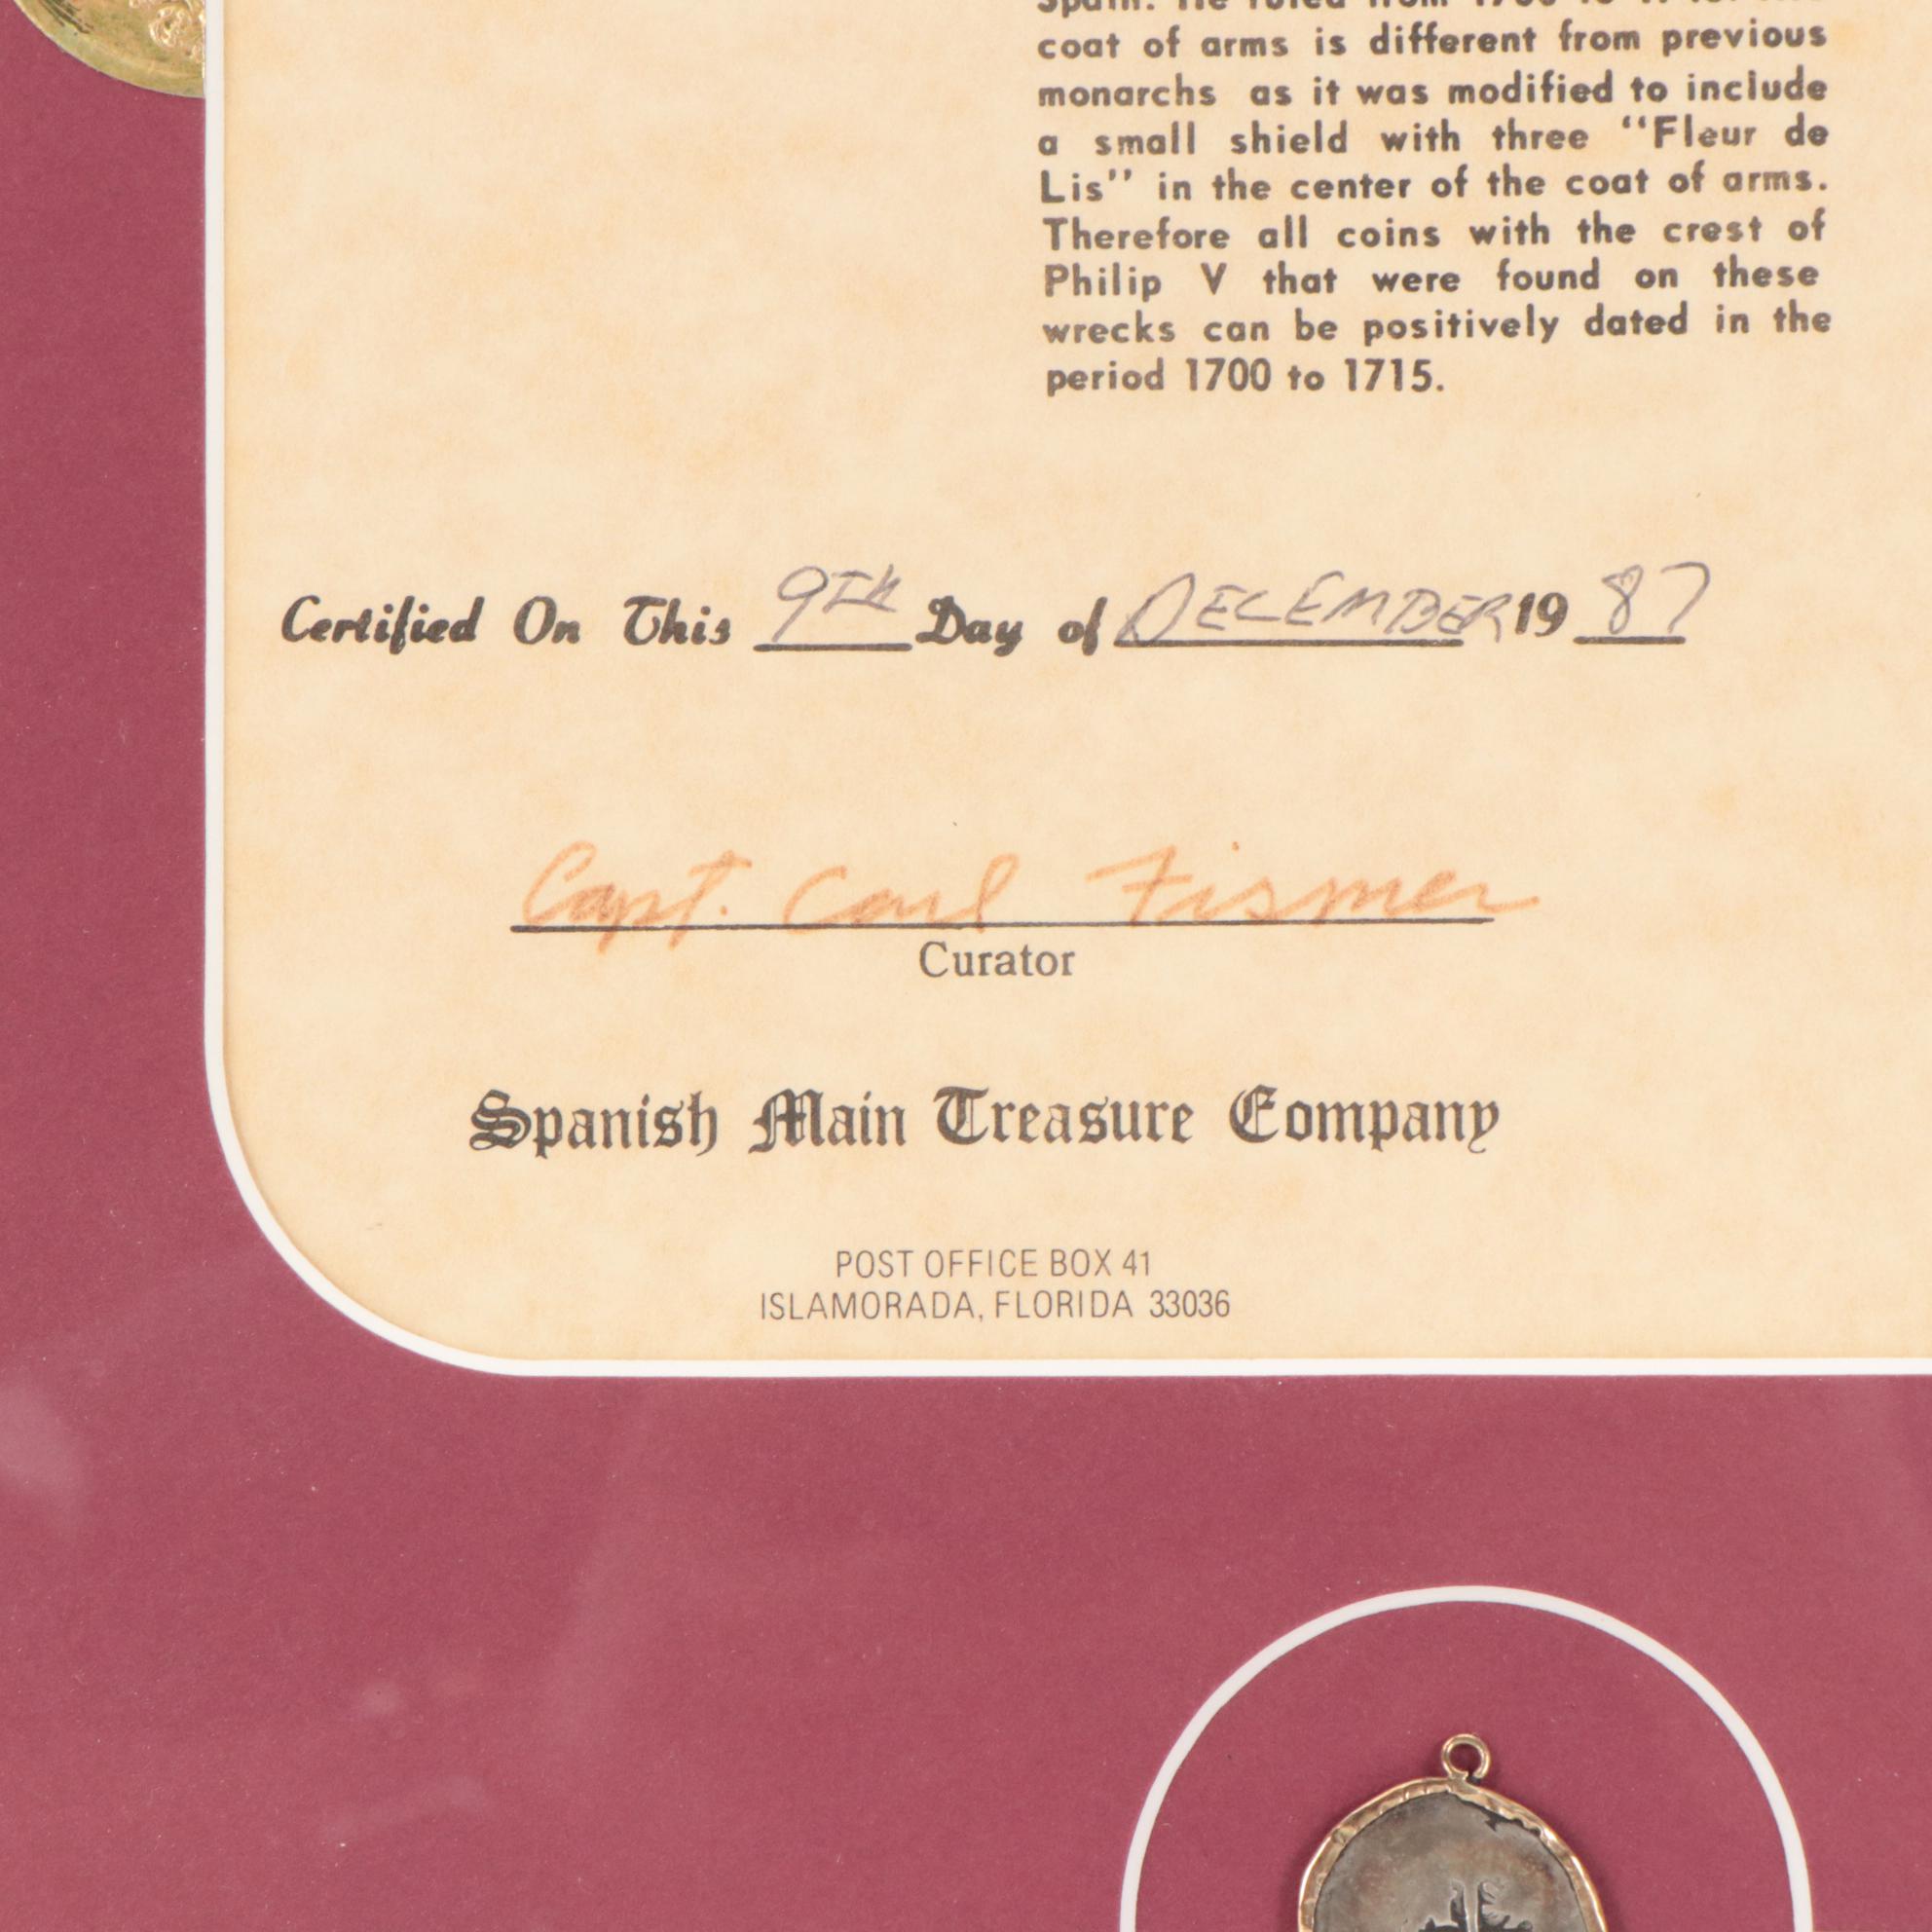 coat of arms is different from previous
monarchs as it was modified to include
a small shield with three "Fleur de
Lis" in the center of the coat of arms.
Therefore all coins with the crest of
Philip V that were found on these
wrecks can be positively dated in the
period 1700 to 1715.
Certified On This 9TH Day of DECEMBER 19 87
Capt. Carl Fismer
Curator
Spanish Main Treasure Company
POST OFFICE BOX 41
ISLAMORADA, FLORIDA 33036